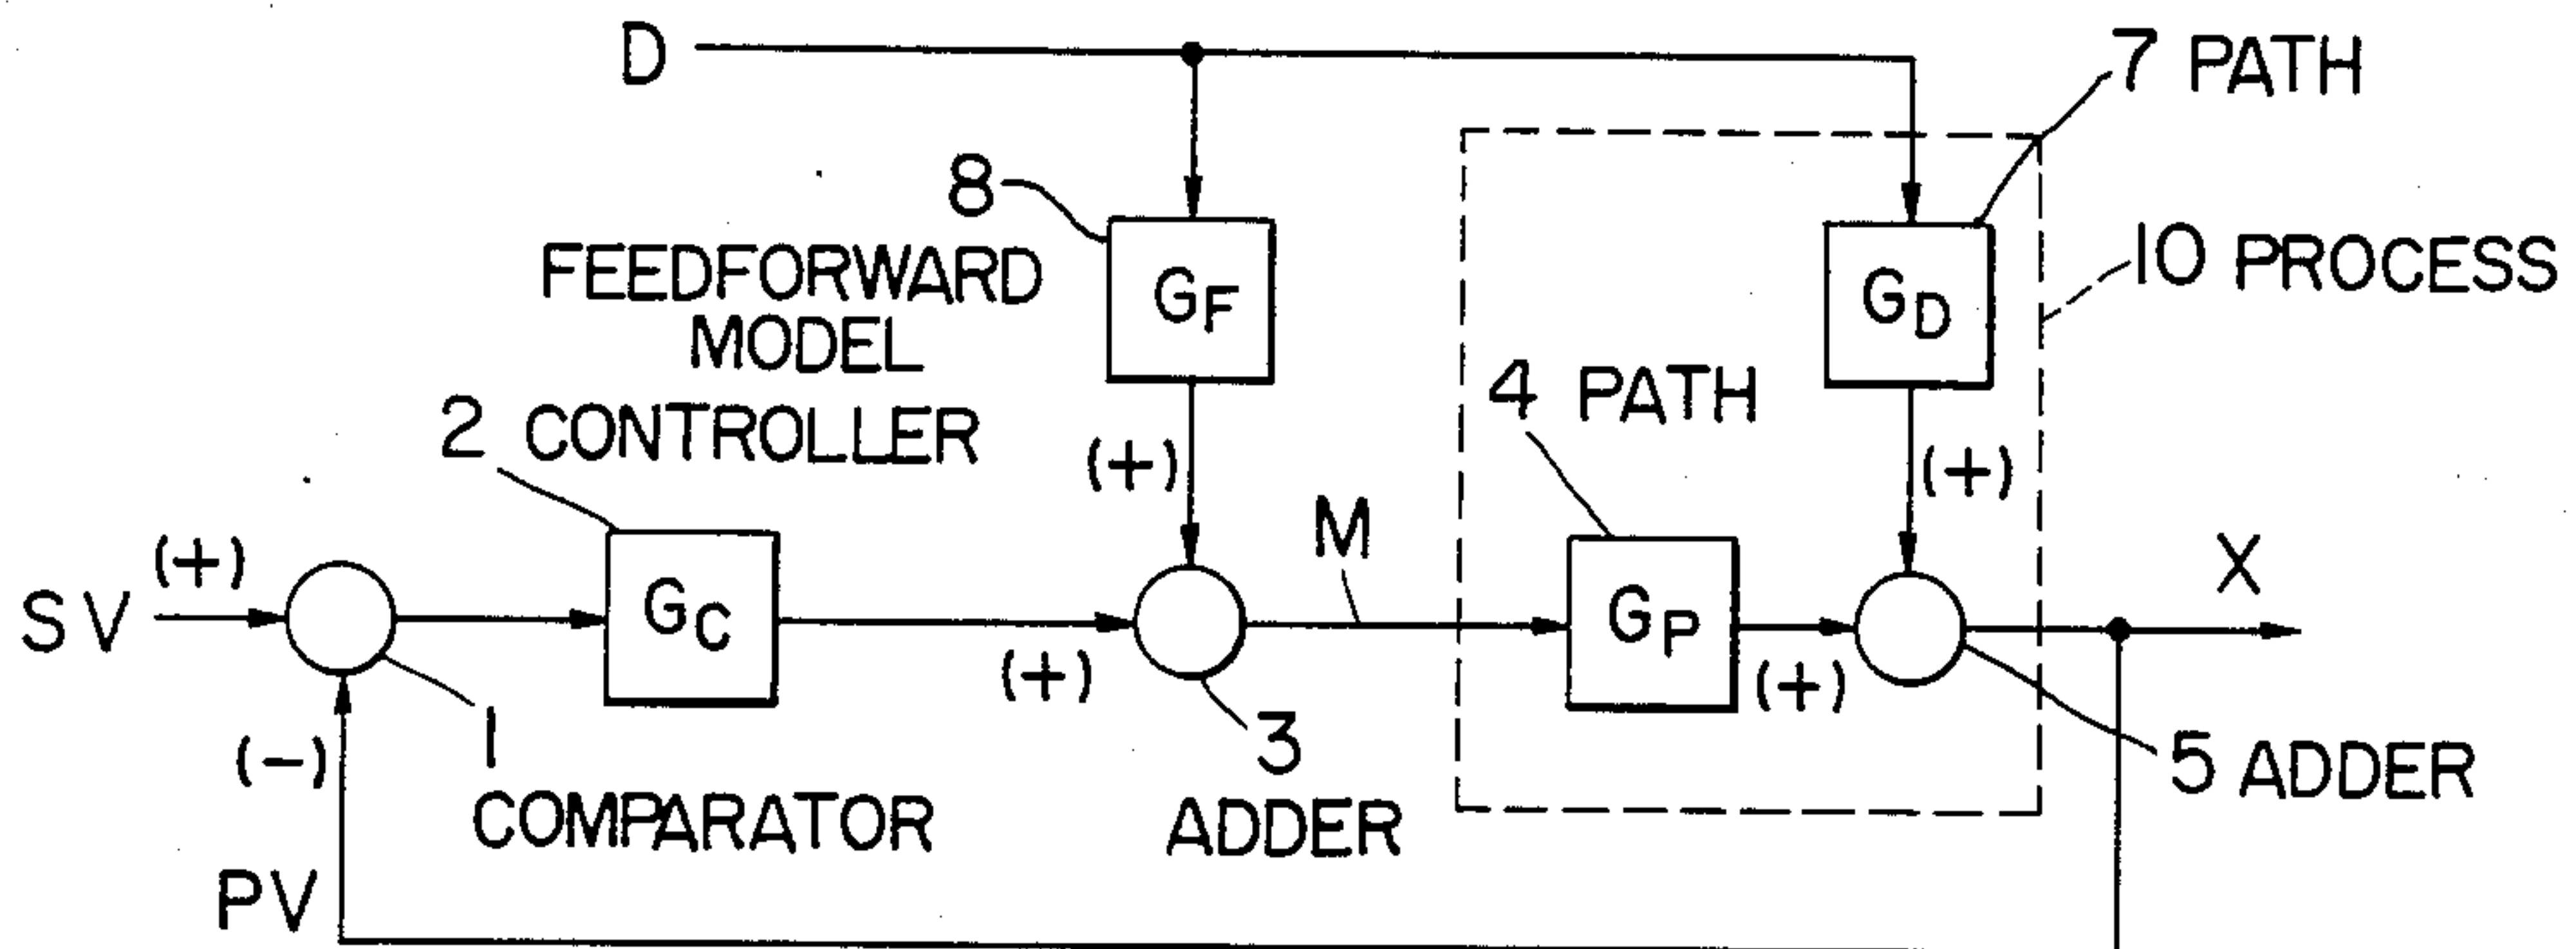 D
7 PATH
8
FEEDFORWARD
MODEL
GF
GD
10 PROCESS
4 PATH
2 CONTROLLER
(+)
(+)
M
X
(+)
SV
GC
GP
(+)
(+)
(-)
1
COMPARATOR
3
ADDER
5 ADDER
PV